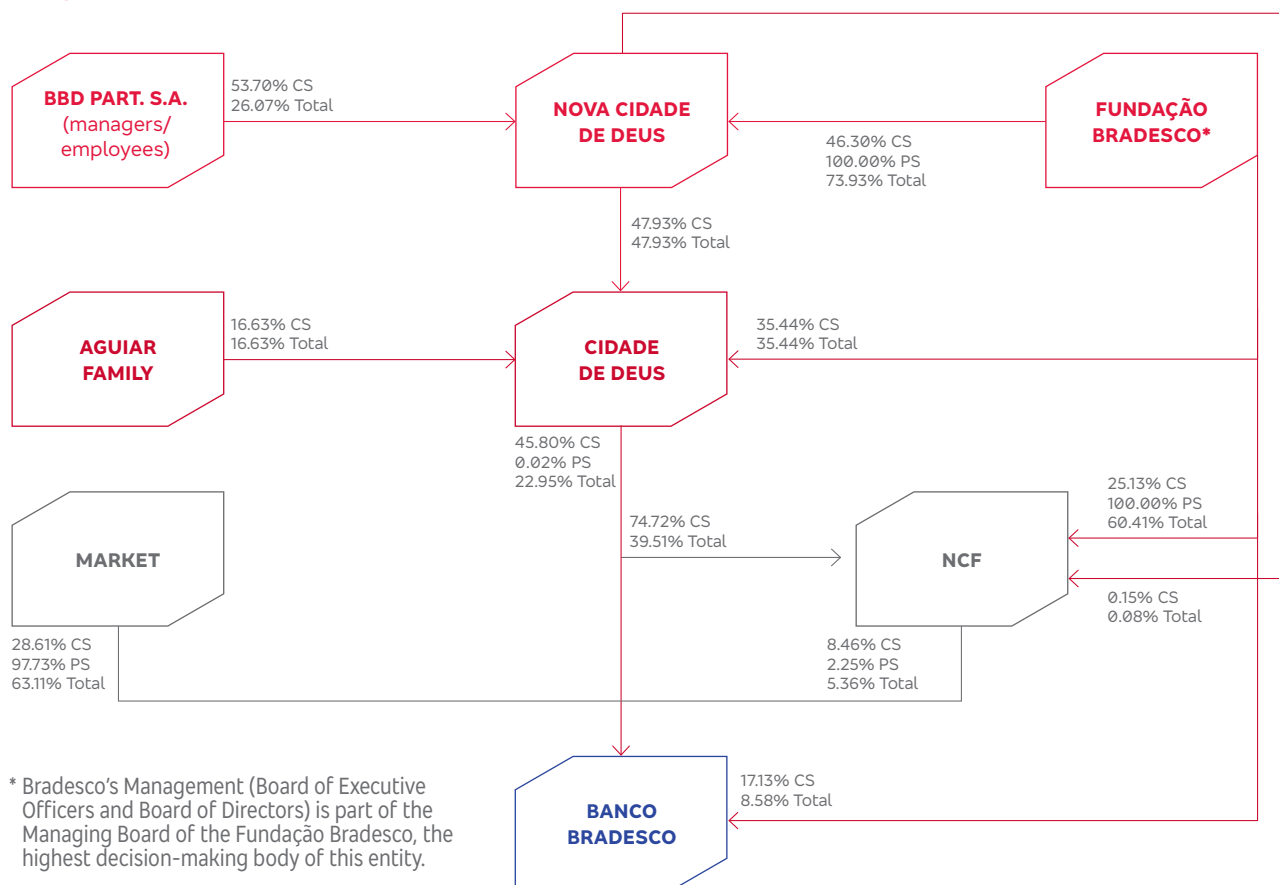 BBD PART. S.A.
(managers/
employees)
53.70% CS
26.07% Total
NOVA CIDADE
DE DEUS
46.30% CS
100.00% PS
73.93% Total
FUNDAÇÃO
BRADESCO*
47.93% CS
47.93% Total
AGUIAR
FAMILY
16.63% CS
16.63% Total
CIDADE
DE DEUS
35.44% CS
35.44% Total
45.80% CS
0.02% PS
22.95% Total
74.72% CS
39.51% Total
25.13% CS
100.00% PS
60.41% Total
MARKET
NCF
0.15% CS
0.08% Total
28.61% CS
97.73% PS
63.11% Total
8.46% CS
2.25% PS
5.36% Total
* Bradesco's Management (Board of Executive
Officers and Board of Directors) is part of the
Managing Board of the Fundação Bradesco, the
highest decision-making body of this entity.
BANCO
BRADESCO
17.13% CS
8.58% Total